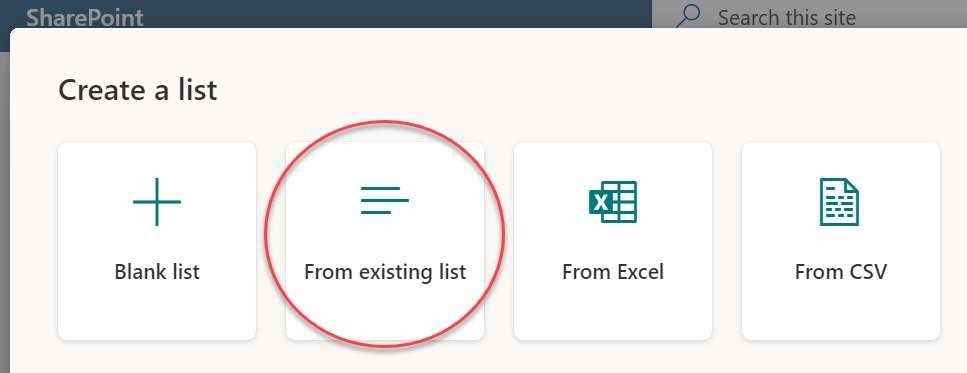 SharePoint
Search this site
Create a list
Blank list
From existing list
From Excel
From CSV